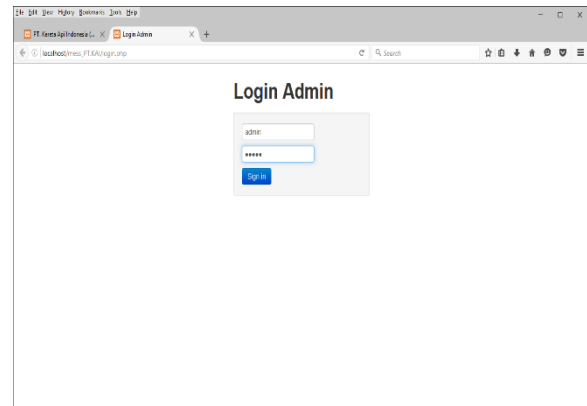 File Edit View History Bookmarks Tools Help
PT. Kereta Api Indonesia (... Login Admin
localhost/mess_PT.KAI/login.php
Search
Login Admin
admin
•••••
Sign in